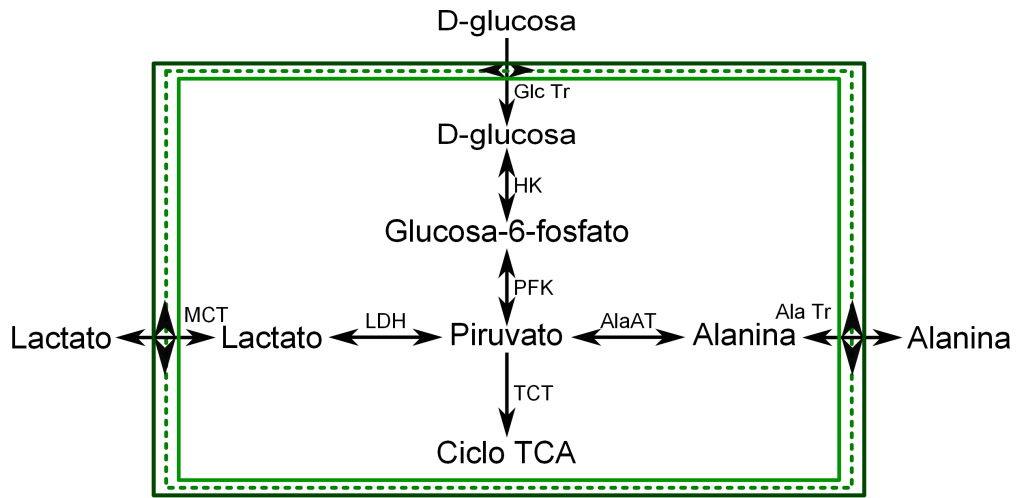 D-glucosa
Glc Tr
D-glucosa
HK
Glucosa-6-fosfato
PFK
Lactato
MCT
Lactato
LDH
Piruvato
AlaAT
Alanina
Ala Tr
Alanina
TCT
Ciclo TCA